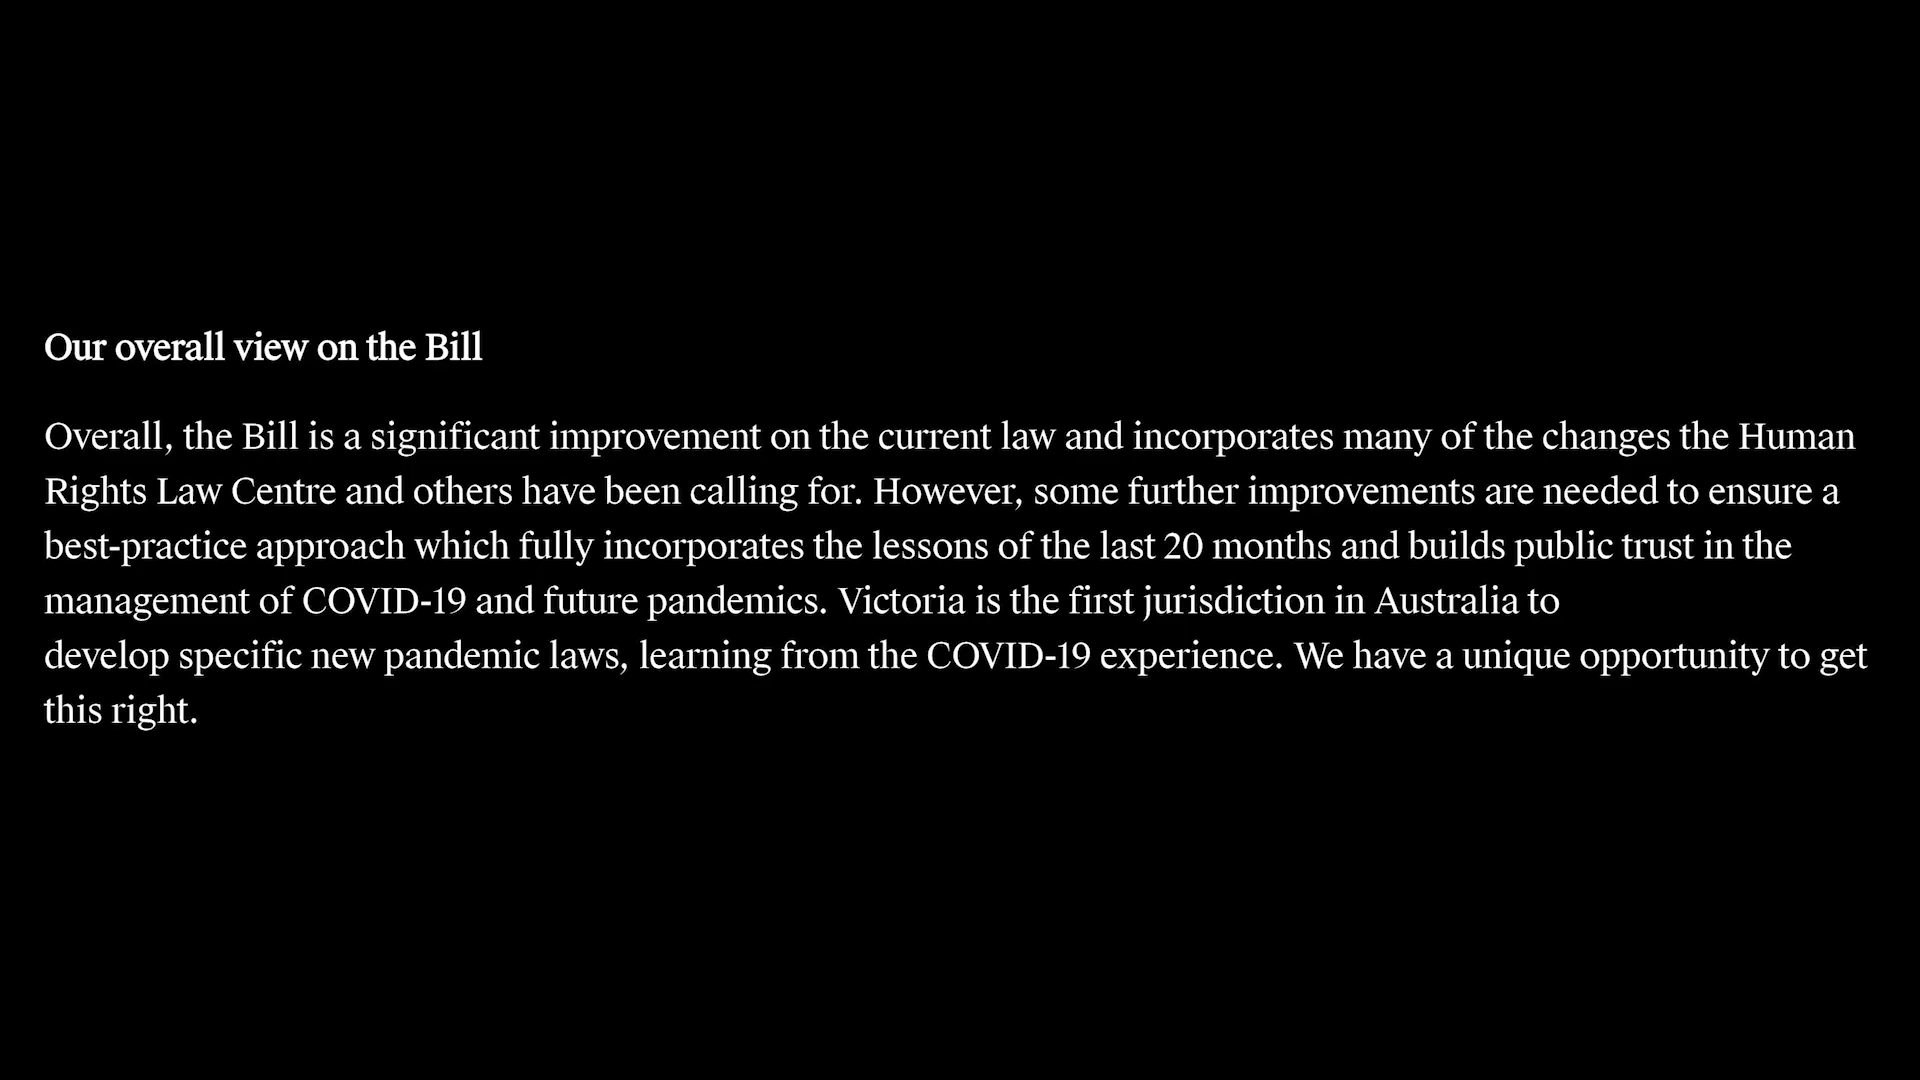 Our overall view on the Bill
Overall, the Bill is a significant improvement on the current law and incorporates many of the changes the Human
Rights Law Centre and others have been calling for. However, some further improvements are needed to ensure a
best-practice approach which fully incorporates the lessons of the last 20 months and builds public trust in the
management of COVID-19 and future pandemics. Victoria is the first jurisdiction in Australia to
develop specific new pandemic laws, learning from the COVID-19 experience. We have a unique opportunity to get
this right.